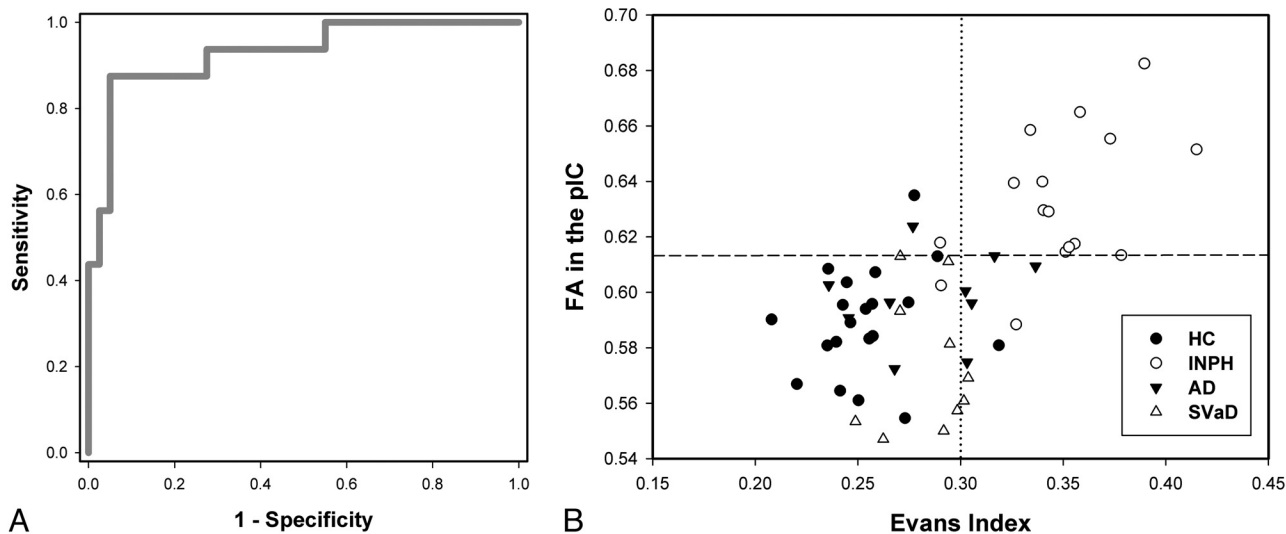 1.0
0.8
0.6
0.4
0.2
0.0
Sensitivity
0.0 0.2 0.4 0.6 0.8 1.0
1 - Specificity
A
0.70
0.68
0.66
0.64
0.62
0.60
0.58
0.56
0.54
FA in the pIC
HC
INPH
AD
SVaD
0.15 0.20 0.25 0.30 0.35 0.40 0.45
Evans Index
B